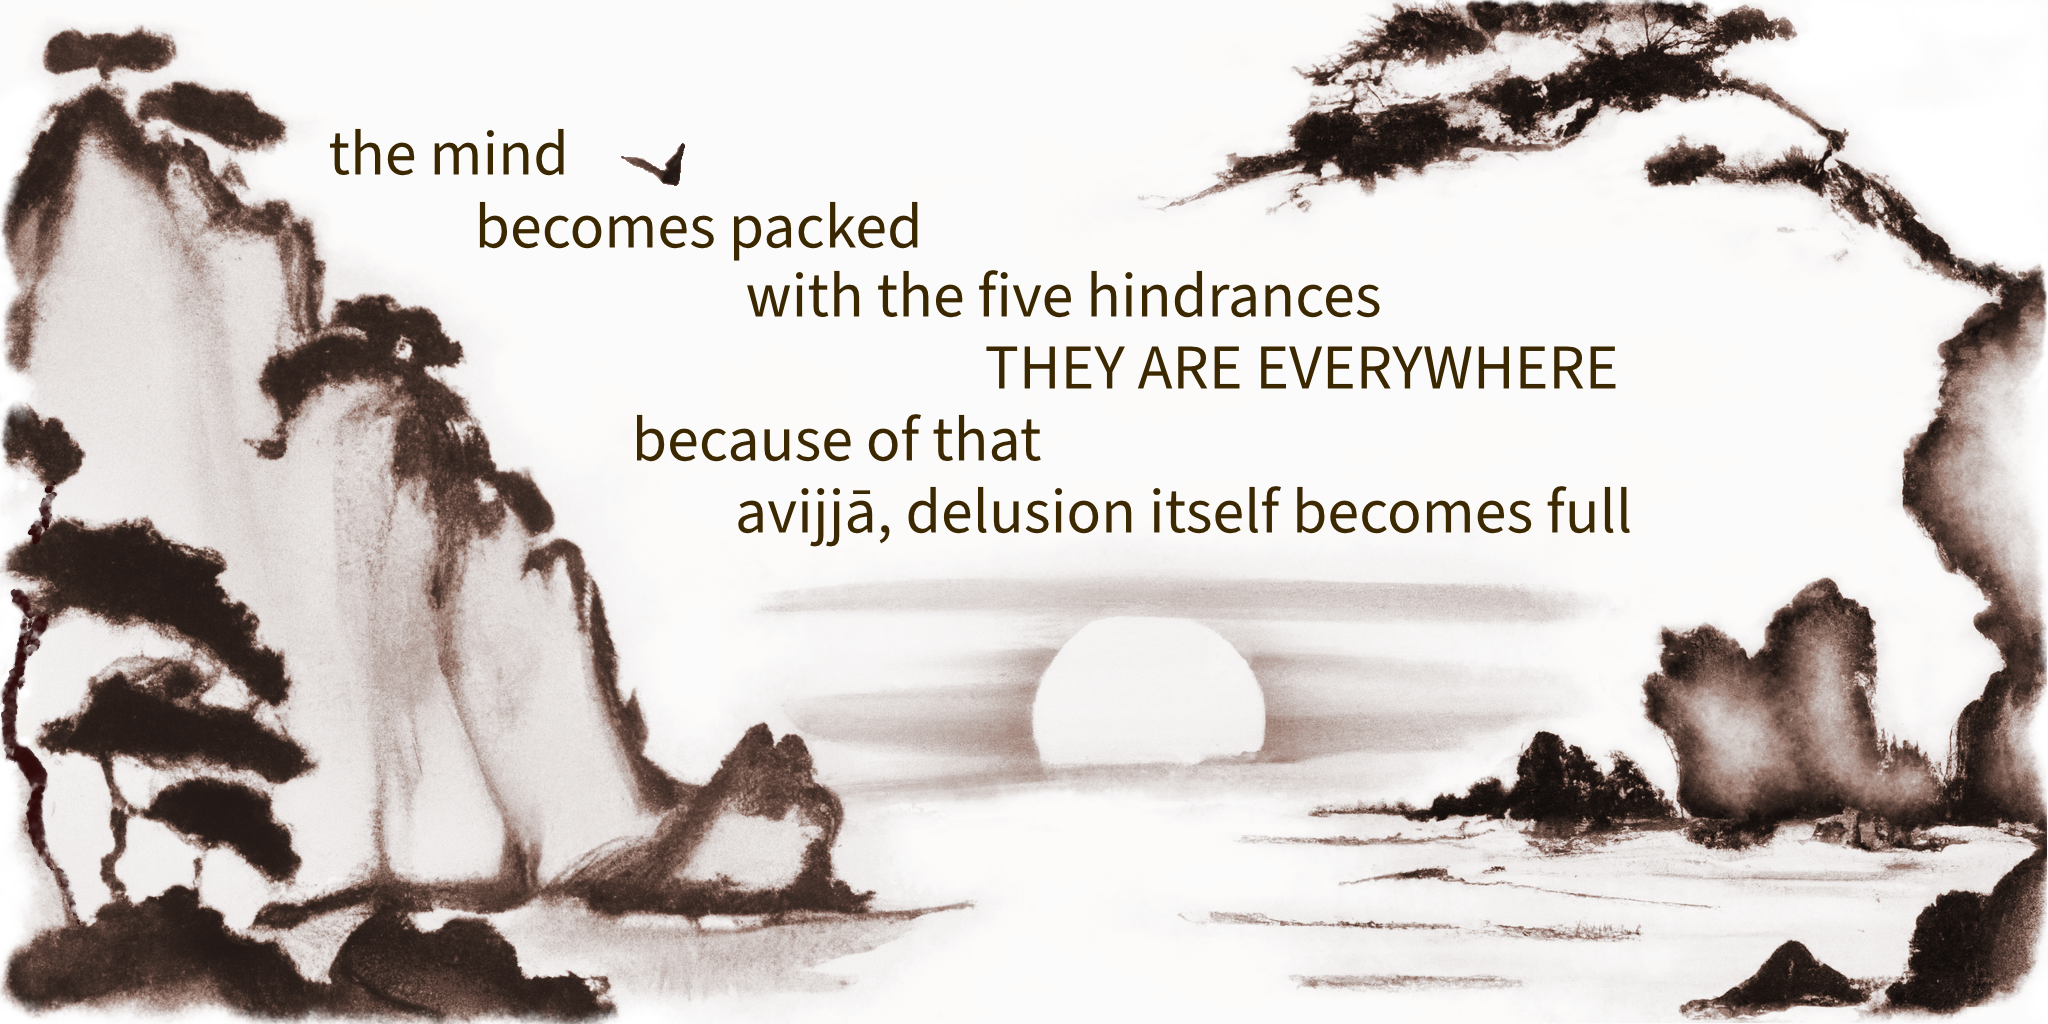 the mind
becomes packed
with the five hindrances
THEY ARE EVERYWHERE
because of that
avijjā, delusion itself becomes full